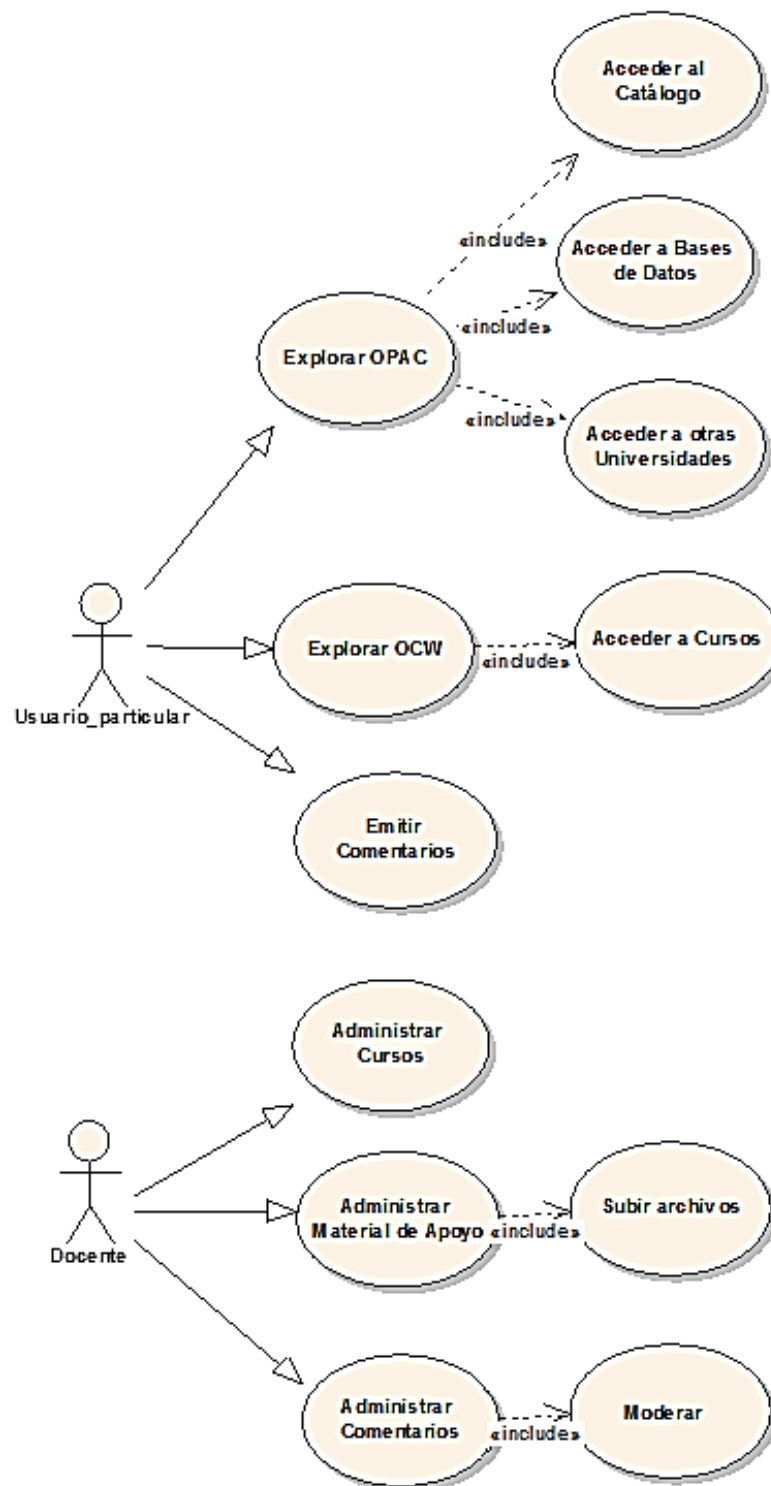 Acceder al
Catálogo
«include»
Acceder a Bases
de Datos
«include»
Explorar OPAC
«include»
Acceder a otras
Universidades
Explorar OCW
«include»
Acceder a Cursos
Usuario_particular
Emitir
Comentarios
Administrar
Cursos
Administrar
Material de Apoyo
«include»
Subir archivos
Docente
Administrar
Comentarios
«include»
Moderar